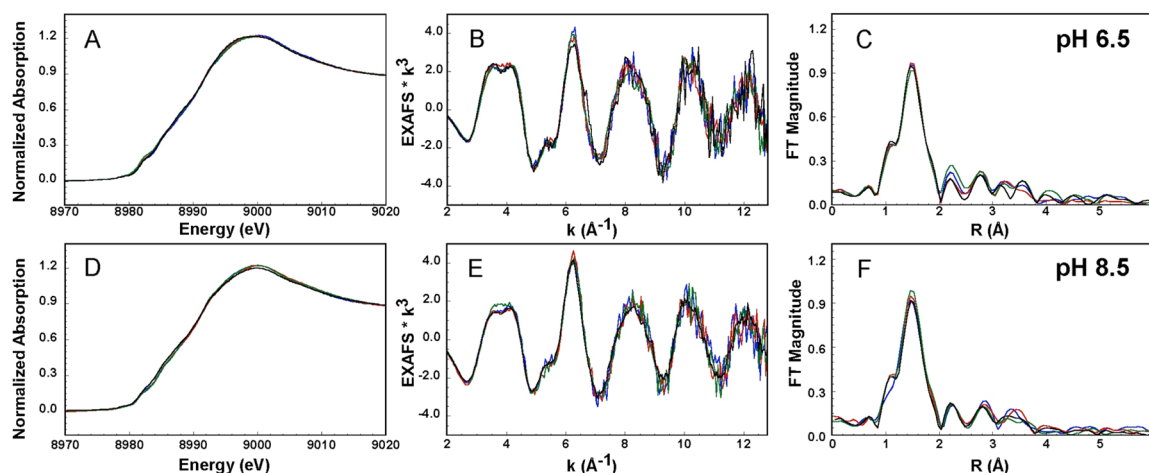 A
Normalized Absorption
1.2
0.9
0.6
0.3
0.0
8970 8980 8990 9000 9010 9020
Energy (eV)
B
EXAFS * k³
4.0
2.0
0.0
-2.0
-4.0
2 4 6 8 10 12
k (Å⁻¹)
C
pH 6.5
FT Magnitude
1.2
0.9
0.6
0.3
0.0
0 1 2 3 4 5
R (Å)
D
Normalized Absorption
1.2
0.9
0.6
0.3
0.0
8970 8980 8990 9000 9010 9020
Energy (eV)
E
EXAFS * k³
4.0
2.0
0.0
-2.0
-4.0
2 4 6 8 10 12
k (Å⁻¹)
F
pH 8.5
FT Magnitude
1.2
0.9
0.6
0.3
0.0
0 1 2 3 4 5
R (Å)